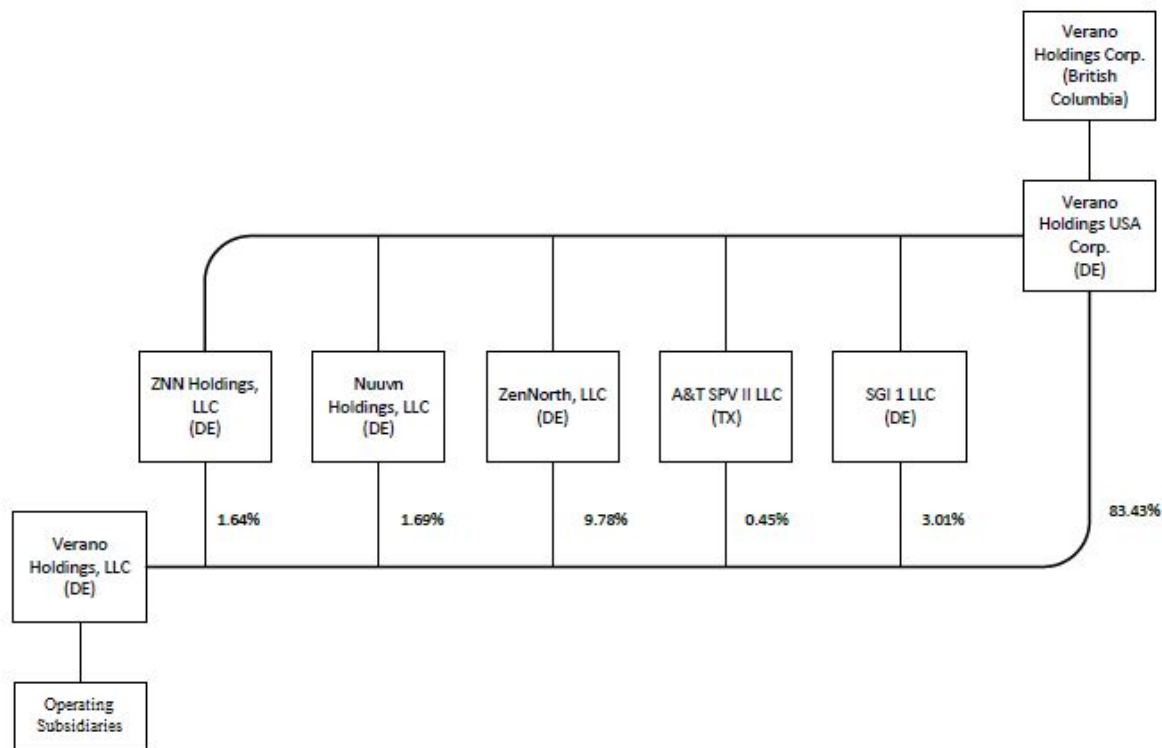 Verano
Holdings Corp.
(British
Columbia)
Verano
Holdings USA
Corp.
(DE)
ZNN Holdings,
LLC
(DE)
Nuuvn
Holdings, LLC
(DE)
ZenNorth, LLC
(DE)
A&T SPV II LLC
(TX)
SGI 1 LLC
(DE)
1.64%
1.69%
9.78%
0.45%
3.01%
83.43%
Verano
Holdings, LLC
(DE)
Operating
Subsidiaries